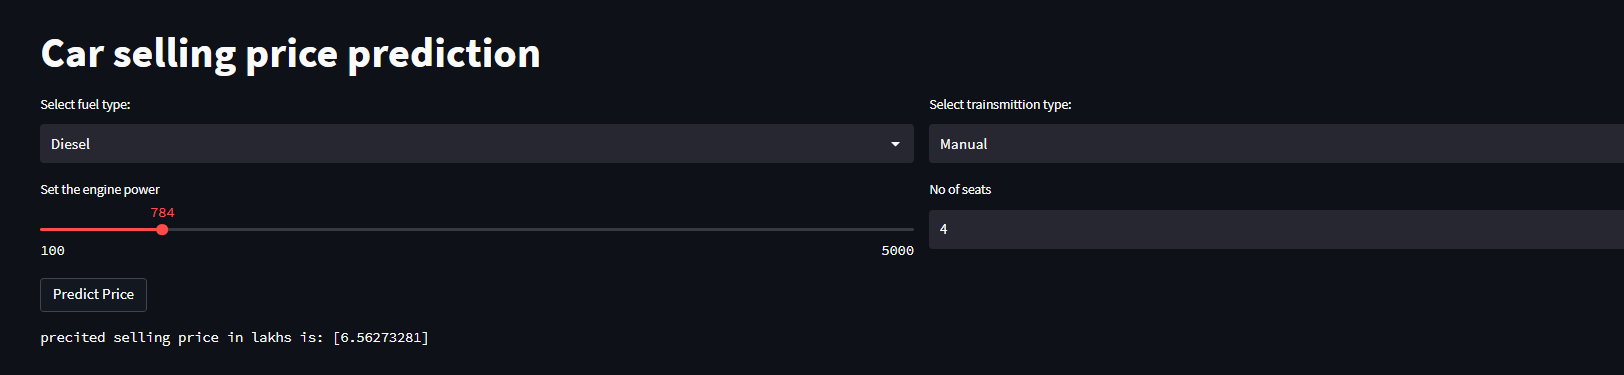 Car selling price prediction
Select fuel type:
Select trainsmittion type:
Diesel
Manual
Set the engine power
No of seats
784
4
100
5000
Predict Price
precited selling price in lakhs is: [6.56273281]